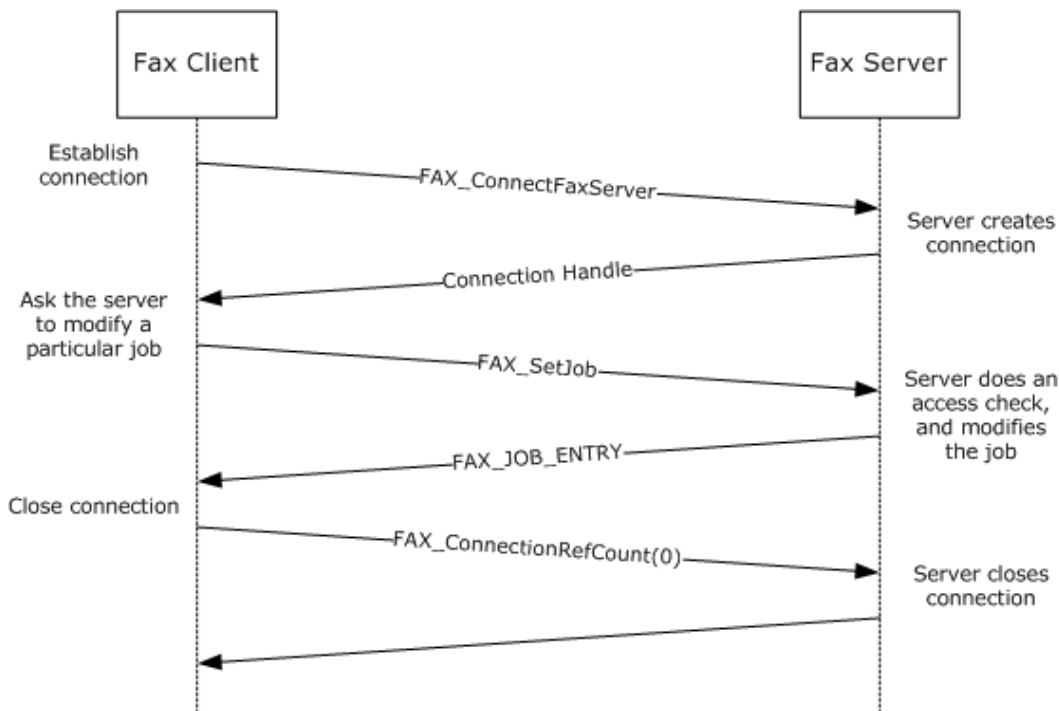 Fax Client
Fax Server
Establish
connection
FAX_ConnectFaxServer
Server creates
connection
Connection Handle
Ask the server
to modify a
particular job
FAX_SetJob
Server does an
access check,
and modifies
the job
FAX_JOB_ENTRY
Close connection
FAX_ConnectionRefCount(0)
Server closes
connection